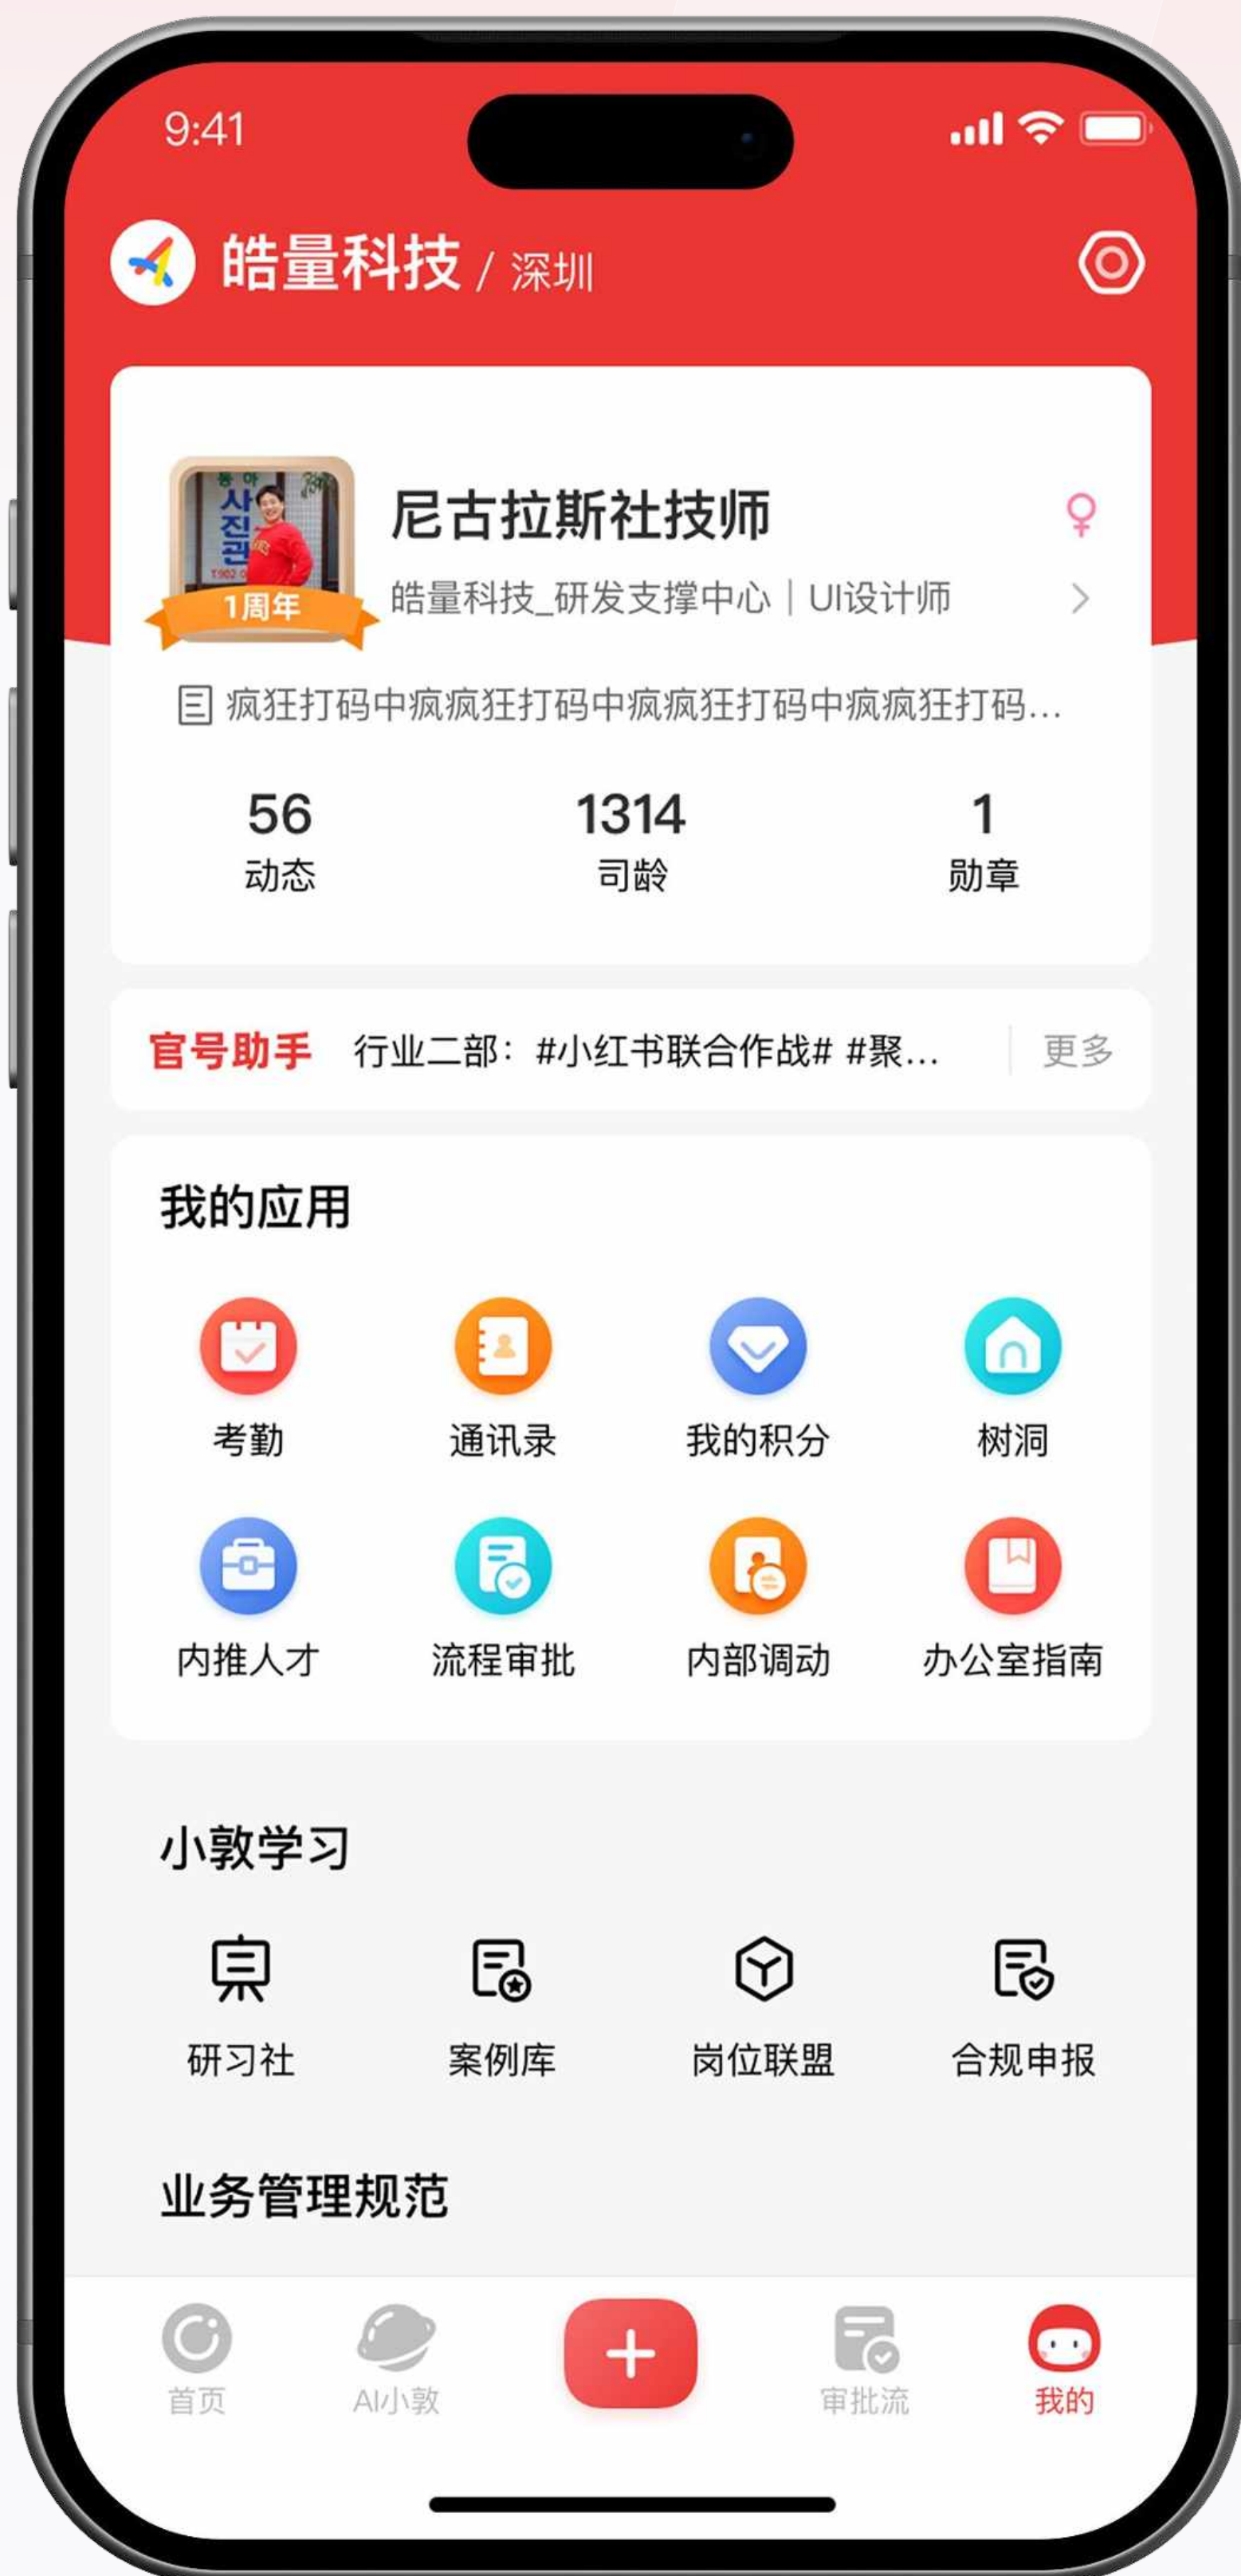 9:41
皓量科技 / 深圳
동아
사진관
1周年
尼古拉斯社技师
皓量科技_研发支撑中心｜UI设计师
疯狂打码中疯疯狂打码中疯疯狂打码中疯疯狂打码...
56
动态
1314
司龄
1
勋章
官号助手 行业二部：#小红书联合作战# #聚... 更多
我的应用
考勤
通讯录
我的积分
树洞
内推人才
流程审批
内部调动
办公室指南
小敦学习
研习社
案例库
岗位联盟
合规申报
业务管理规范
首页
AI小敦
审批流
我的